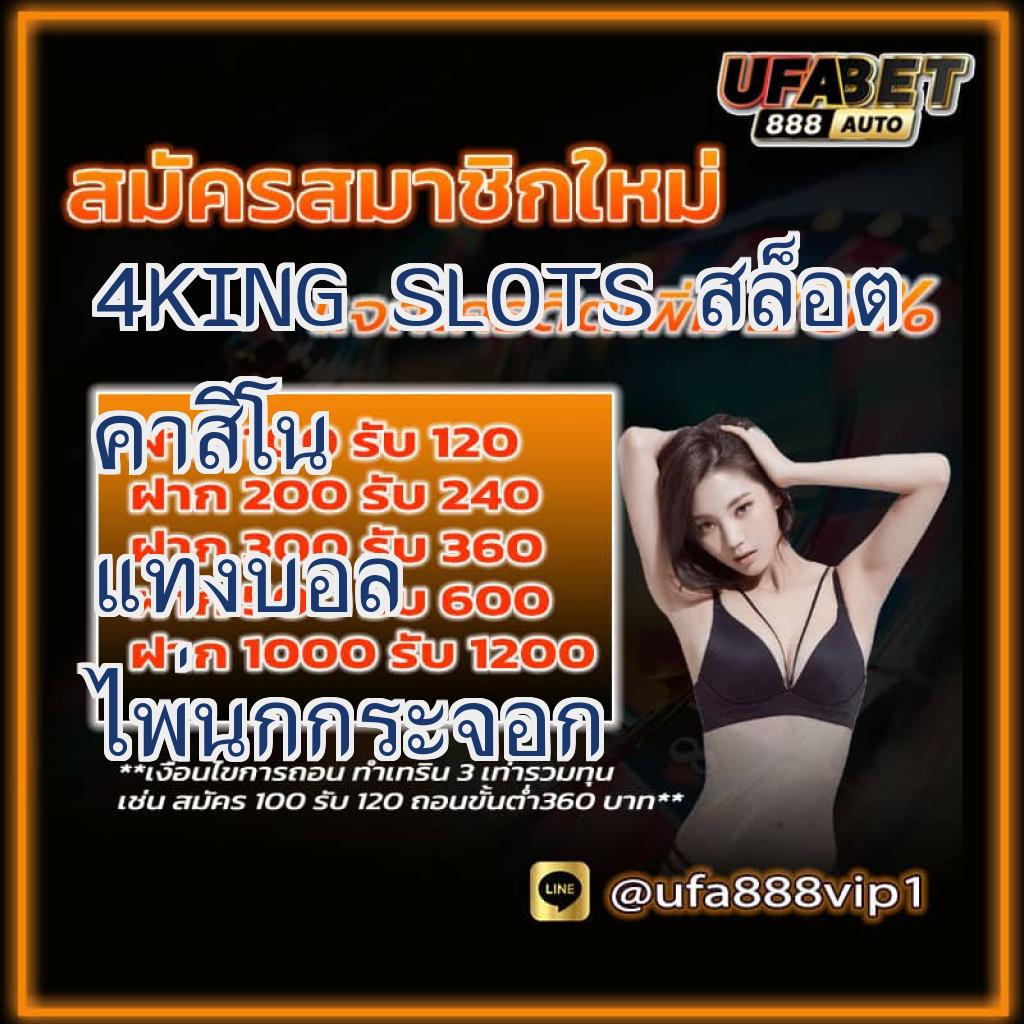 UFABET
888 AUTO
สมัครสมาชิกใหม่
4KING SLOTS สล็อต
คาสิโน
รับ 120
ฝาก 200 รับ 240
ฝาก 300 รับ 360
แทงบอล
600
ฝาก 1000 รับ 1200
ไพ่นกกระจอก
**เงื่อนไขการถอน ทำเทริน 3 เท่ารวมทุน
เช่น สมัคร 100 รับ 120 ถอนขั้นต่ำ360 บาท**
LINE @ufa888vip1